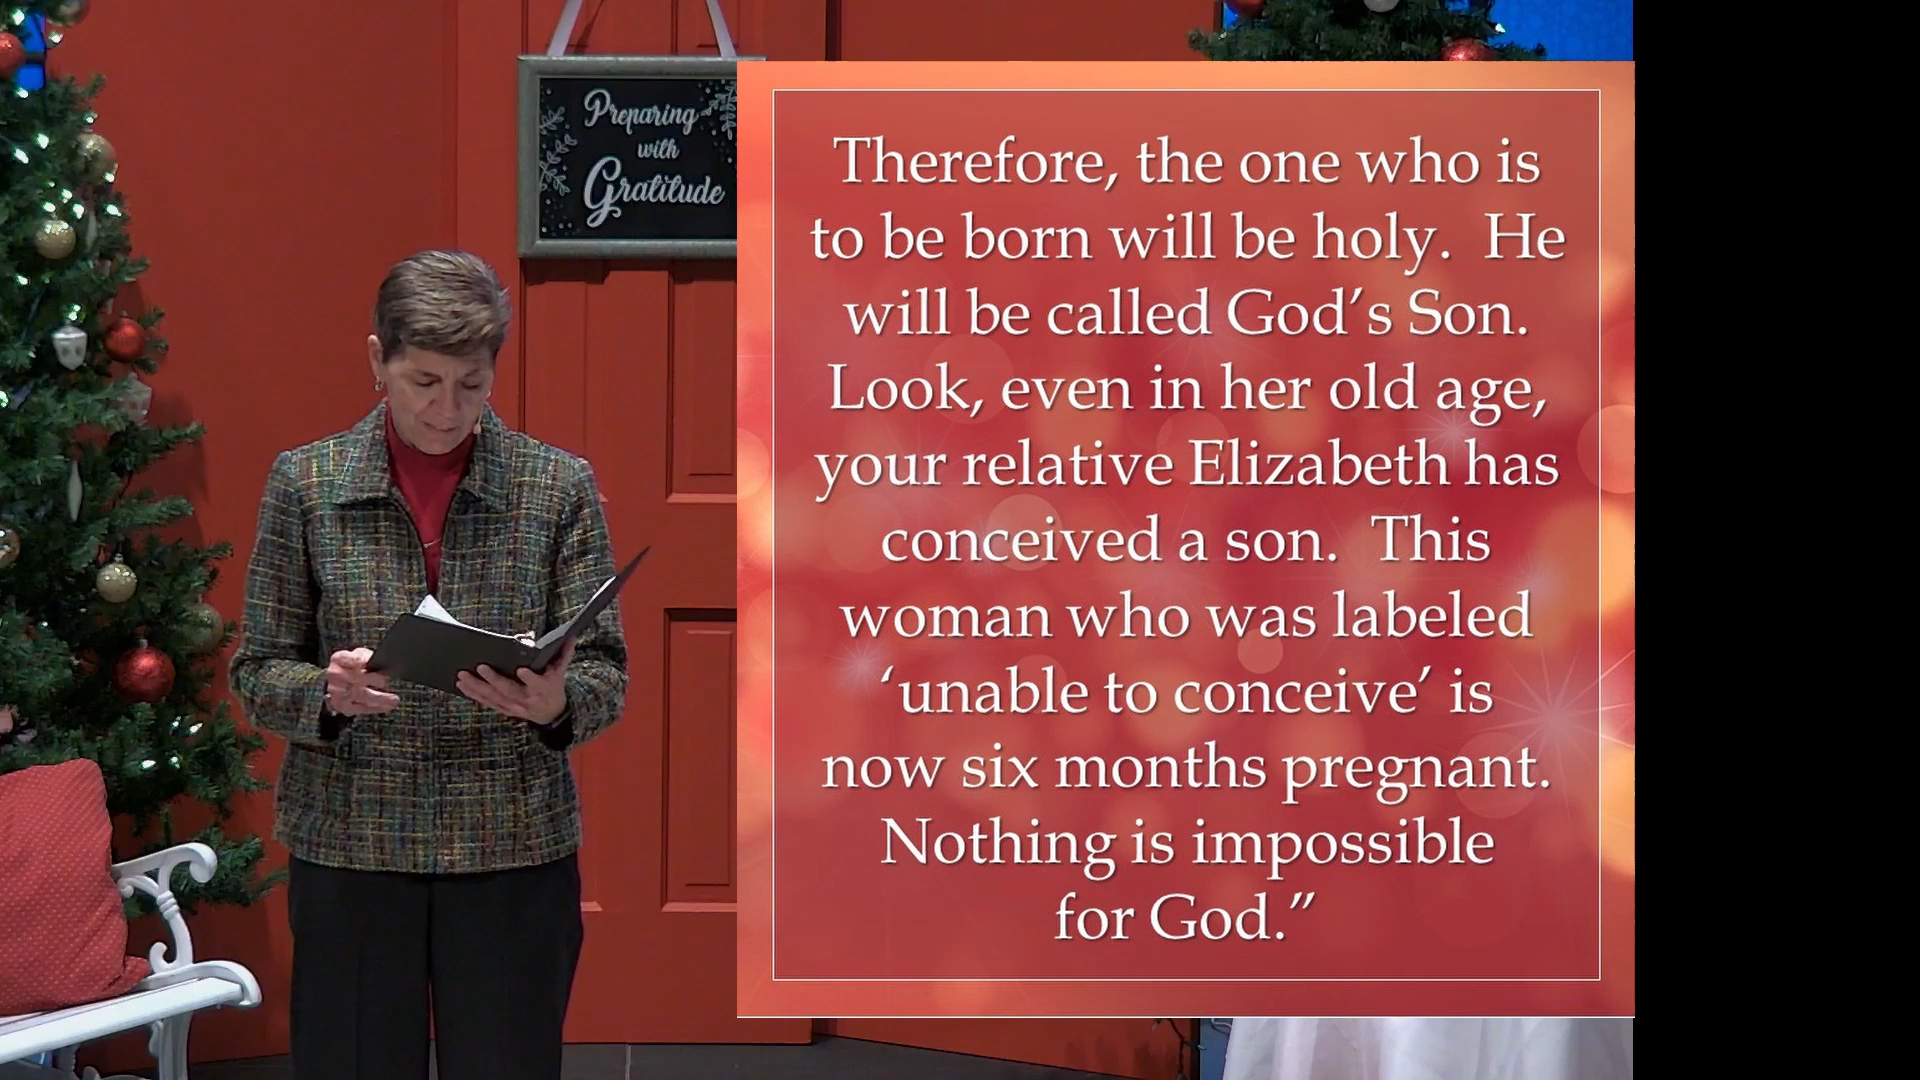 Preparing
with
Gratitude
Therefore, the one who is
to be born will be holy.  He
will be called God’s Son.
Look, even in her old age,
your relative Elizabeth has
conceived a son.  This
woman who was labeled
‘unable to conceive’ is
now six months pregnant.
Nothing is impossible
for God.”